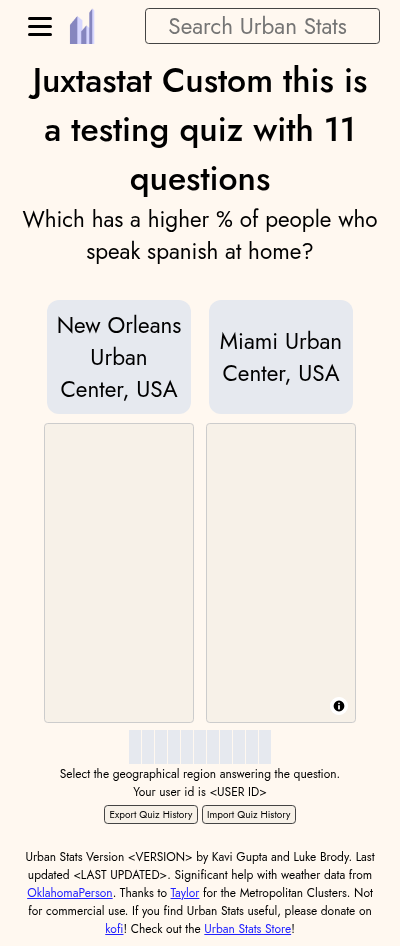 Search Urban Stats
Juxtastat Custom this is
a testing quiz with 11
questions
Which has a higher % of people who
speak spanish at home?
New Orleans
Urban
Center, USA
Miami Urban
Center, USA
Select the geographical region answering the question.
Your user id is <USER ID>
Export Quiz History
Import Quiz History
Urban Stats Version <VERSION> by Kavi Gupta and Luke Brody. Last
updated <LAST UPDATED>. Significant help with weather data from
OklahomaPerson. Thanks to Taylor for the Metropolitan Clusters. Not
for commercial use. If you find Urban Stats useful, please donate on
kofi! Check out the Urban Stats Store!